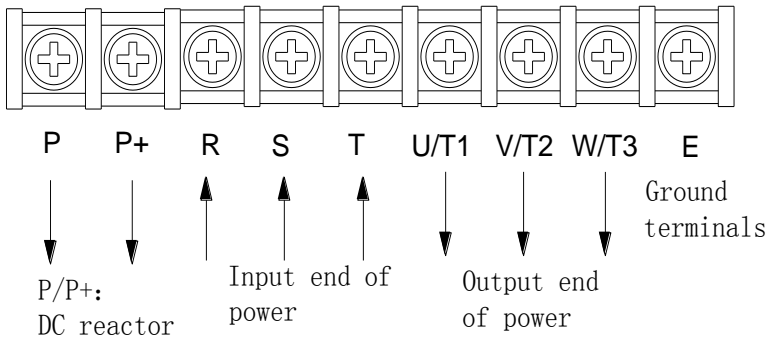 P P+ R S T U/T1 V/T2 W/T3 E
Ground
terminals
P/P+:
DC reactor
Input end of
power
Output end
of power